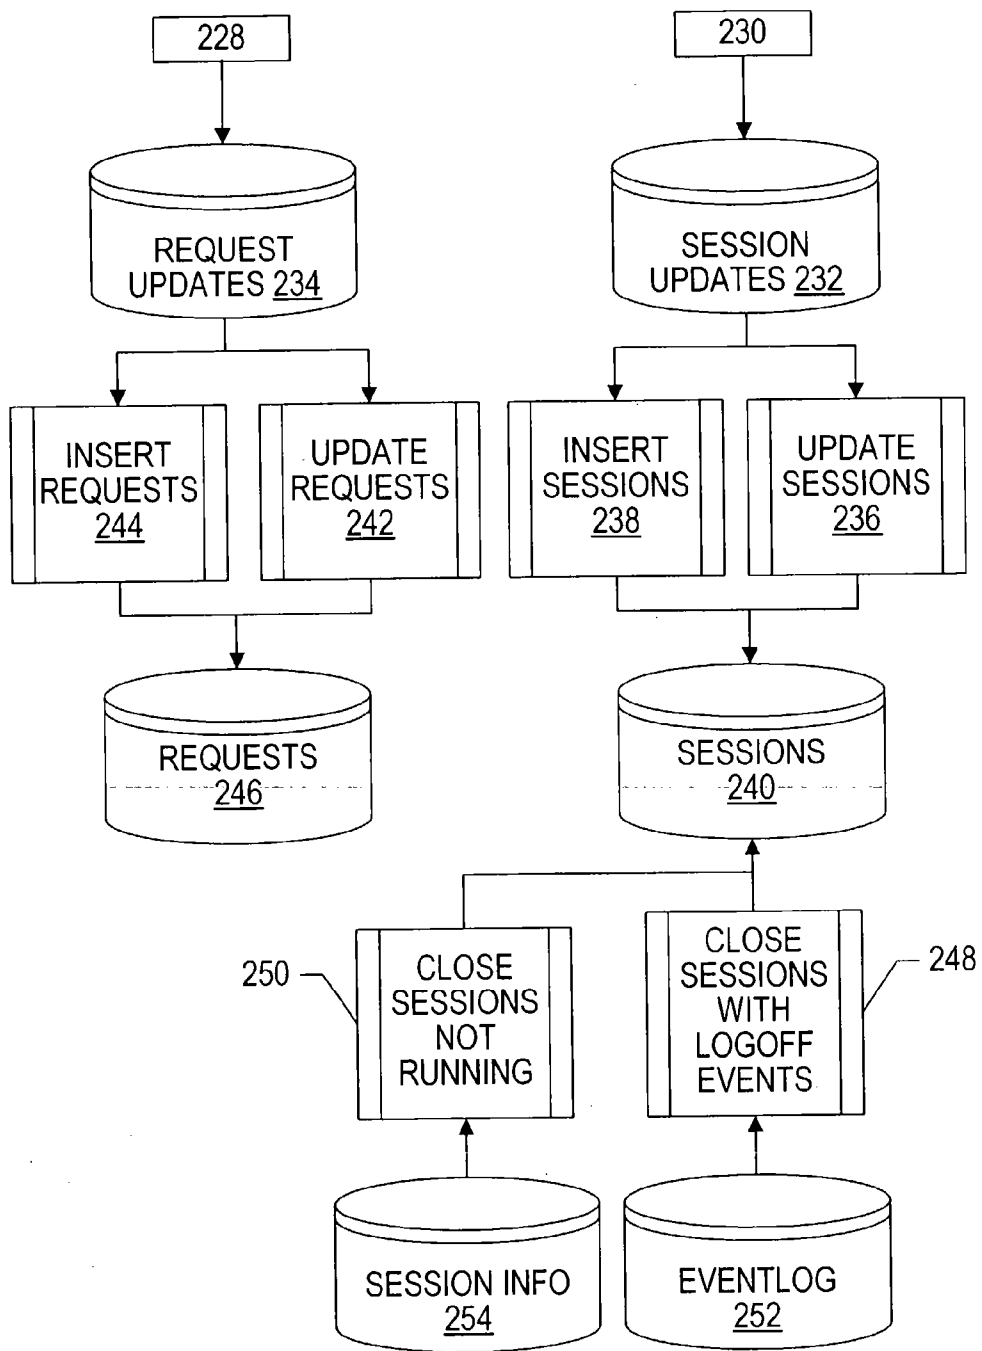 228
230
REQUEST
UPDATES 234
SESSION
UPDATES 232
INSERT
REQUESTS
244
UPDATE
REQUESTS
242
INSERT
SESSIONS
238
UPDATE
SESSIONS
236
REQUESTS
246
SESSIONS
240
250
CLOSE
SESSIONS
NOT
RUNNING
CLOSE
SESSIONS
WITH
LOGOFF
EVENTS
248
SESSION INFO
254
EVENTLOG
252